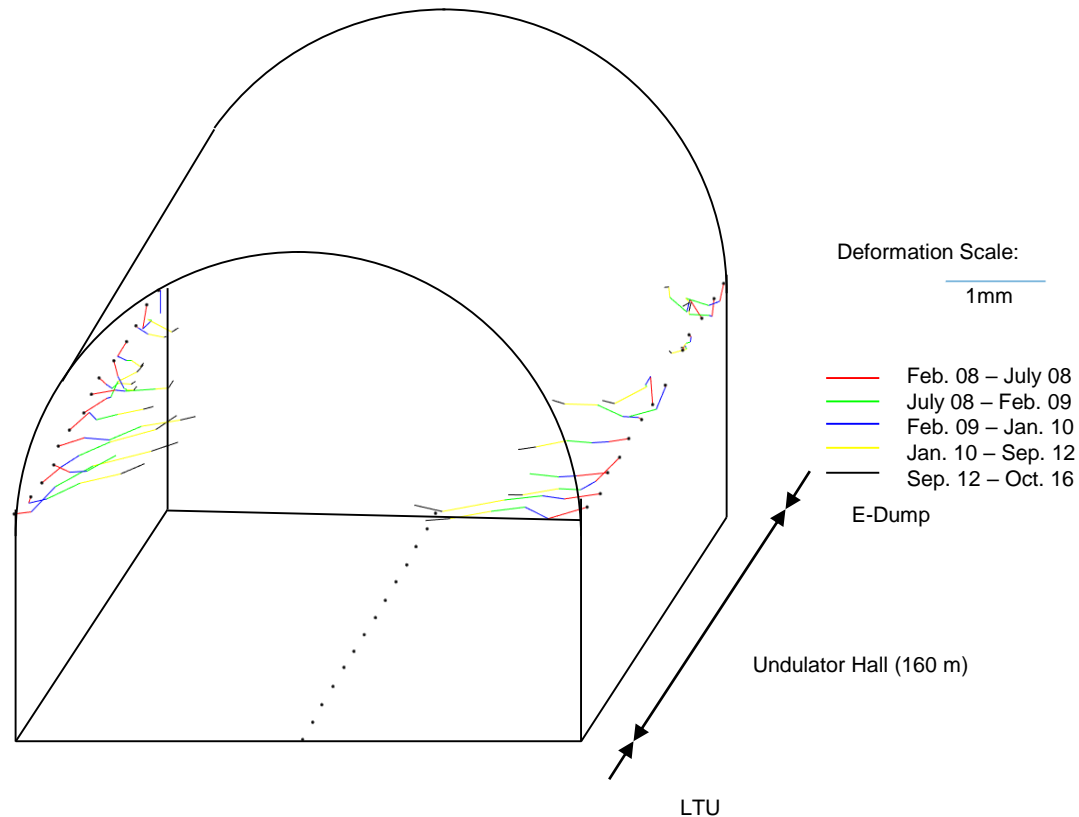 Deformation Scale:
1mm
Feb. 08 – July 08
July 08 – Feb. 09
Feb. 09 – Jan. 10
Jan. 10 – Sep. 12
Sep. 12 – Oct. 16
E-Dump
Undulator Hall (160 m)
LTU